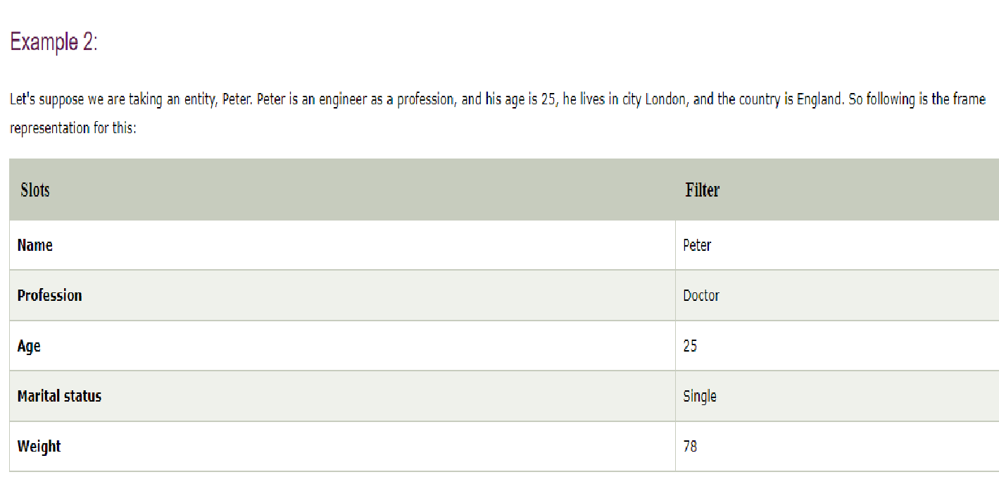 Example 2:
Let's suppose we are taking an entity, Peter. Peter is an engineer as a profession, and his age is 25, he lives in city London, and the country is England. So following is the frame
representation for this:
Slots Filter
Name Peter
Profession Doctor
Age 25
Marital status Single
Weight 78